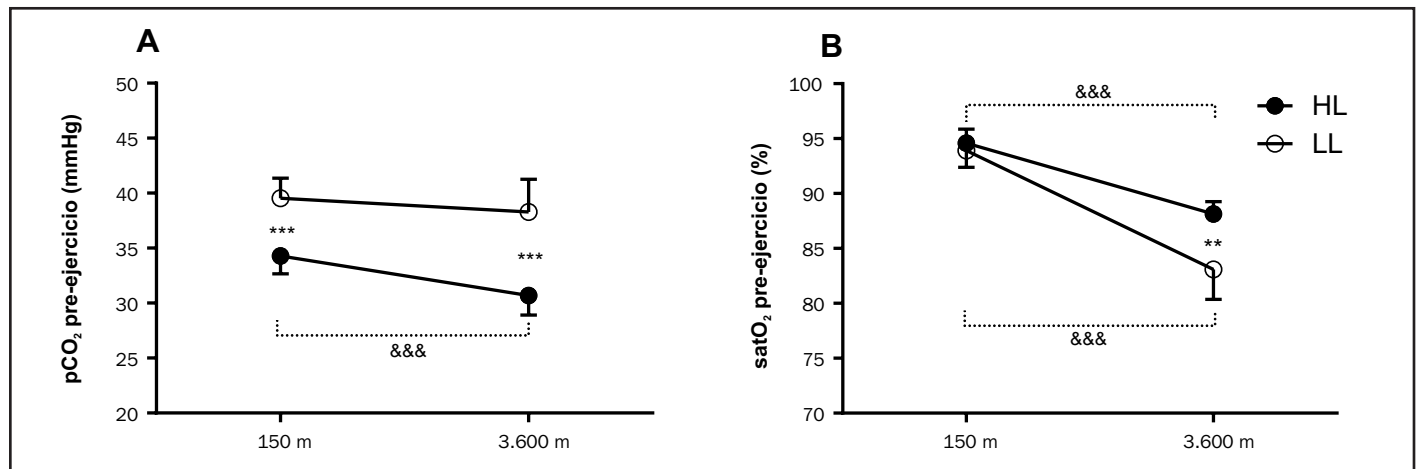 A
pCO₂ pre-ejercicio (mmHg)
50
45
40
35
30
25
20
***
***
&&&
150 m
3.600 m
B
satO₂ pre-ejercicio (%)
100
95
90
85
80
75
70
&&&
**
&&&
150 m
3.600 m
HL
LL